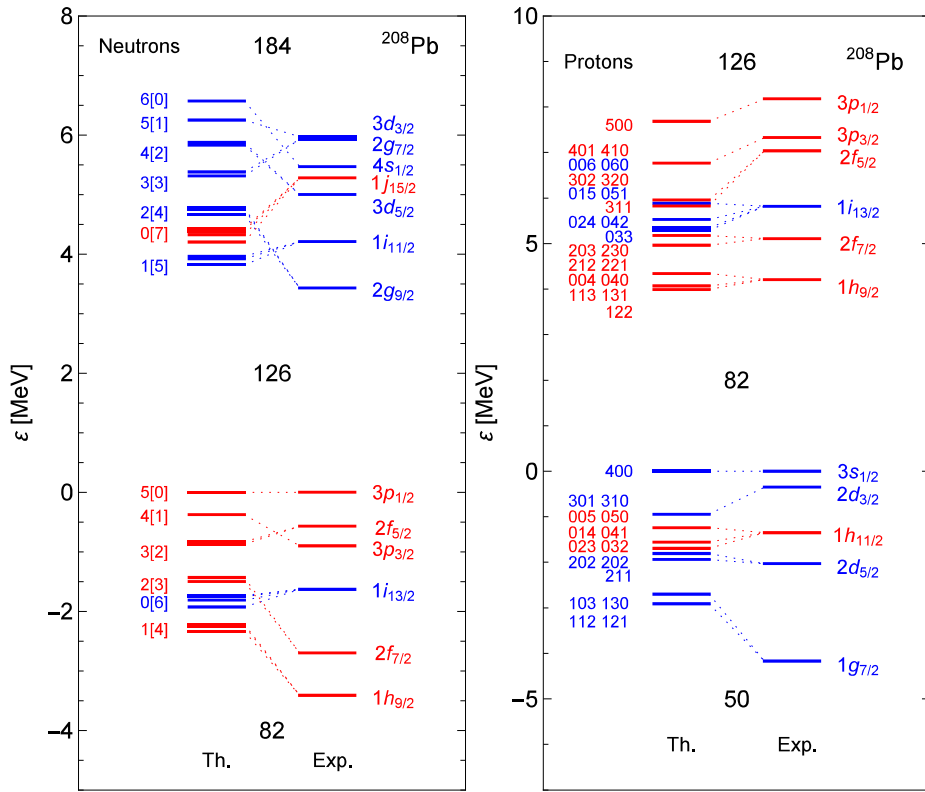 8
6
4
2
0
−2
−4
ε [MeV]
Neutrons 184 ²⁰⁸Pb
6[0]
5[1]
4[2]
3[3]
2[4]
0[7]
1[5]
3d₃/₂
2g₇/₂
4s₁/₂
1j₁₅/₂
3d₅/₂
1i₁₁/₂
2g₉/₂
126
5[0]
4[1]
3[2]
2[3]
0[6]
1[4]
3p₁/₂
2f₅/₂
3p₃/₂
1i₁₃/₂
2f₇/₂
1h₉/₂
82
Th. Exp.
10
5
0
−5
ε [MeV]
Protons 126 ²⁰⁸Pb
500
401 410
006 060
302 320
015 051
311
024 042
033
203 230
212 221
004 040
113 131
122
3p₁/₂
3p₃/₂
2f₅/₂
1i₁₃/₂
2f₇/₂
1h₉/₂
82
400
301 310
005 050
014 041
023 032
202 202
211
103 130
112 121
3s₁/₂
2d₃/₂
1h₁₁/₂
2d₅/₂
1g₇/₂
50
Th. Exp.